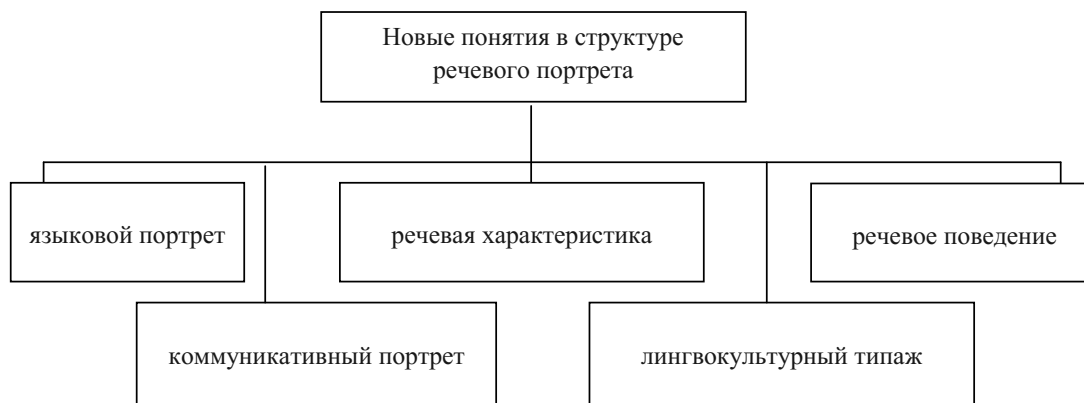 Новые понятия в структуре
речевого портрета
языковой портрет
речевая характеристика
речевое поведение
коммуникативный портрет
лингвокультурный типаж